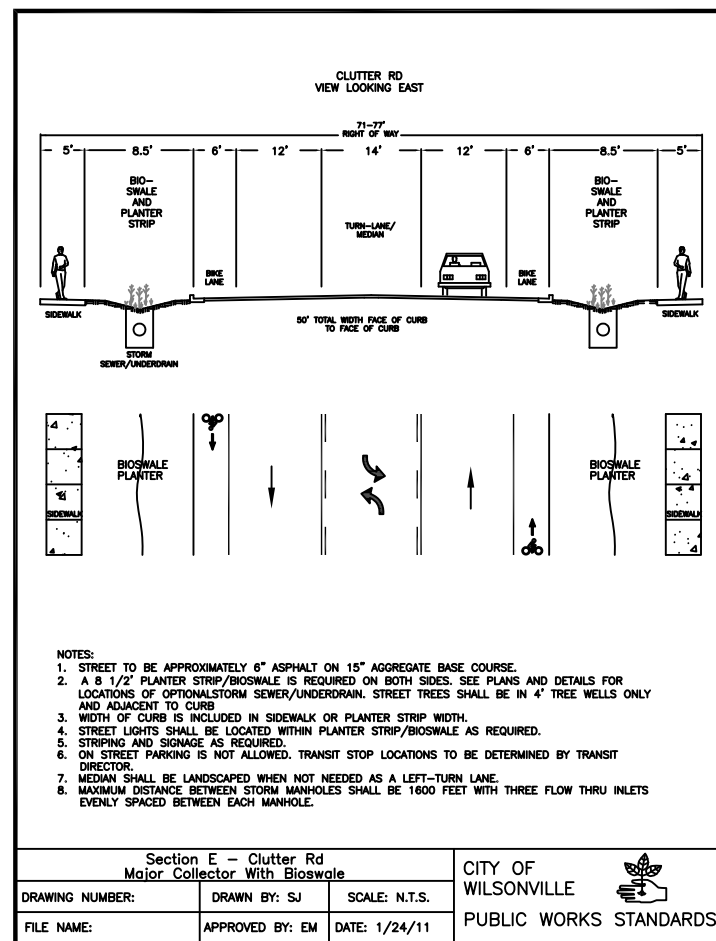 CLUTTER RD
VIEW LOOKING EAST
71-77'
RIGHT OF WAY
5' 8.5' 6' 12' 14' 12' 6' 8.5' 5'
BIO-
SWALE
AND
PLANTER
STRIP
BIO-
SWALE
AND
PLANTER
STRIP
TURN-LANE/
MEDIAN
BIKE
LANE
BIKE
LANE
SIDEWALK
SIDEWALK
50' TOTAL WIDTH FACE OF CURB
TO FACE OF CURB
STORM
SEWER/UNDERDRAIN
BIOSWALE
PLANTER
BIOSWALE
PLANTER
SIDEWALK
SIDEWALK
NOTES:
1. STREET TO BE APPROXIMATELY 6" ASPHALT ON 15" AGGREGATE BASE COURSE.
2. A 8 1/2' PLANTER STRIP/BIOSWALE IS REQUIRED ON BOTH SIDES. SEE PLANS AND DETAILS FOR
LOCATIONS OF OPTIONALSTORM SEWER/UNDERDRAIN. STREET TREES SHALL BE IN 4' TREE WELLS ONLY
AND ADJACENT TO CURB
3. WIDTH OF CURB IS INCLUDED IN SIDEWALK OR PLANTER STRIP WIDTH.
4. STREET LIGHTS SHALL BE LOCATED WITHIN PLANTER STRIP/BIOSWALE AS REQUIRED.
5. STRIPING AND SIGNAGE AS REQUIRED.
6. ON STREET PARKING IS NOT ALLOWED. TRANSIT STOP LOCATIONS TO BE DETERMINED BY TRANSIT
DIRECTOR.
7. MEDIAN SHALL BE LANDSCAPED WHEN NOT NEEDED AS A LEFT-TURN LANE.
8. MAXIMUM DISTANCE BETWEEN STORM MANHOLES SHALL BE 1600 FEET WITH THREE FLOW THRU INLETS
EVENLY SPACED BETWEEN EACH MANHOLE.
Section E - Clutter Rd
Major Collector With Bioswale
DRAWING NUMBER: DRAWN BY: SJ SCALE: N.T.S.
FILE NAME: APPROVED BY: EM DATE: 1/24/11
CITY OF
WILSONVILLE
PUBLIC WORKS STANDARDS